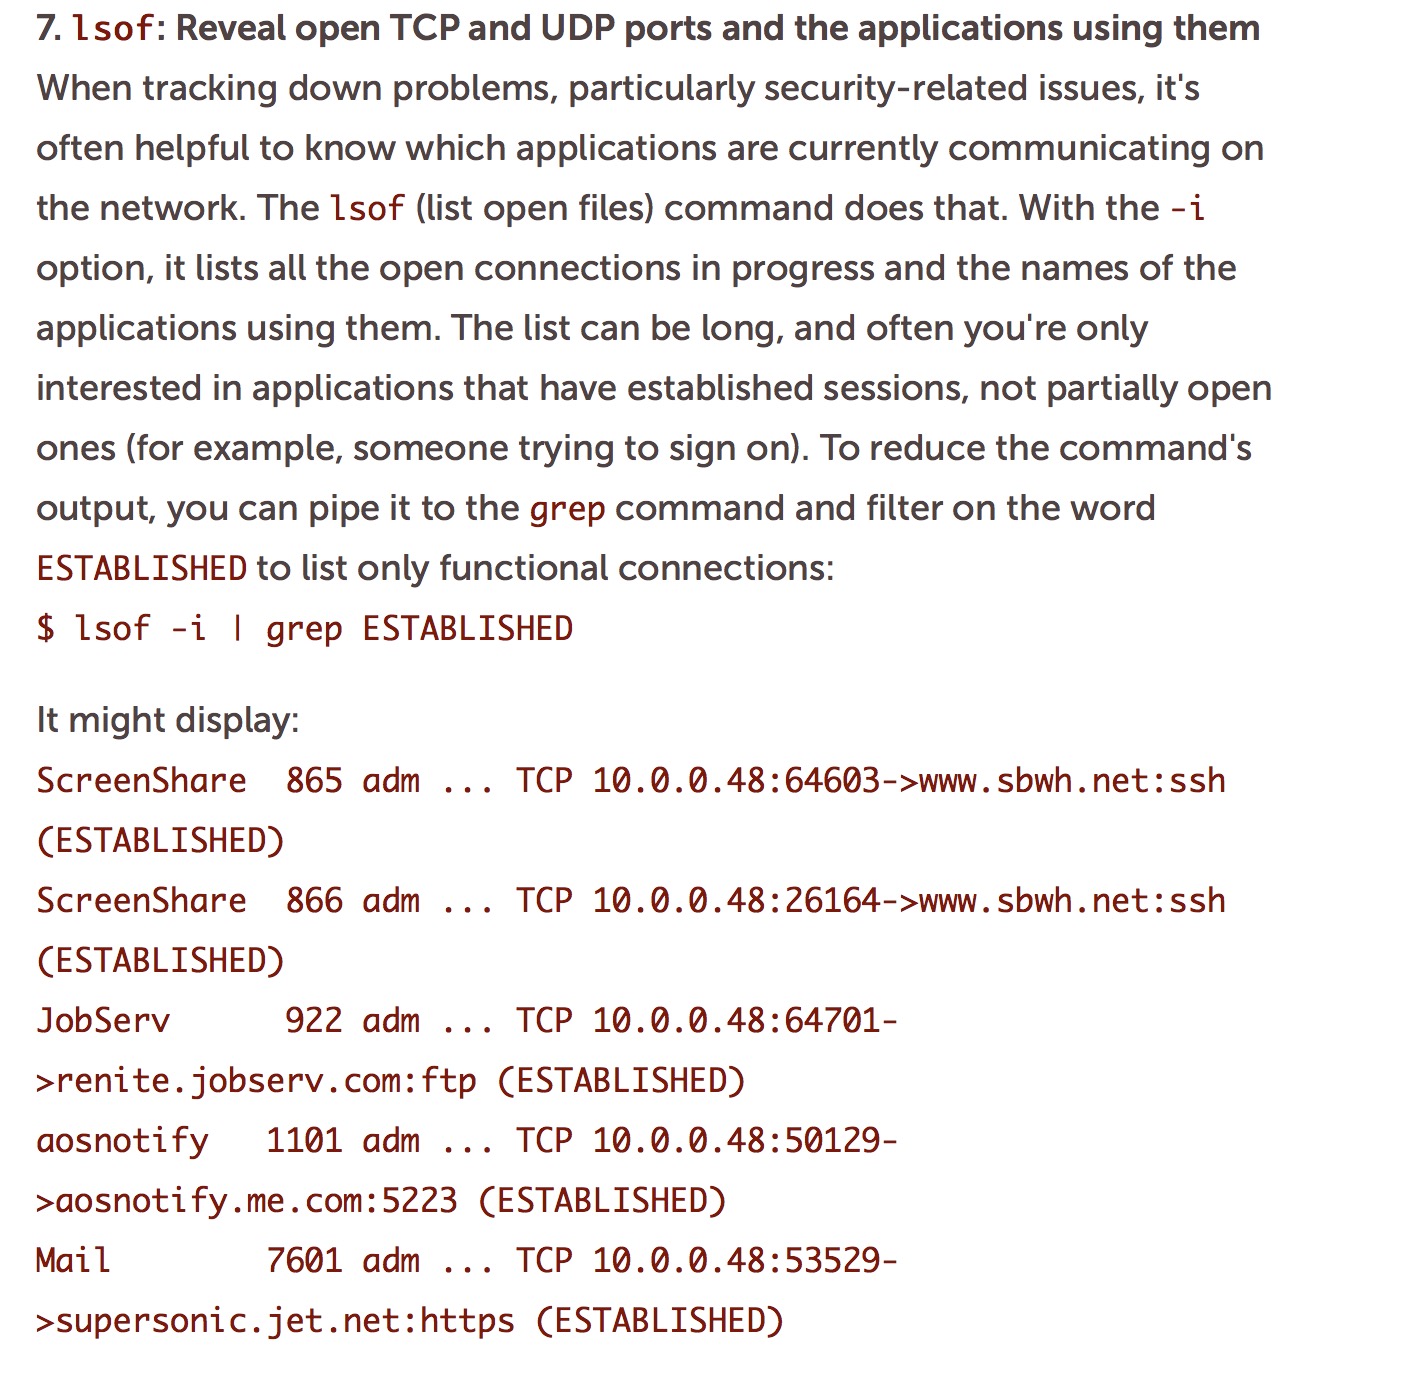 7. lsof: Reveal open TCP and UDP ports and the applications using them
When tracking down problems, particularly security-related issues, it's
often helpful to know which applications are currently communicating on
the network. The lsof (list open files) command does that. With the -i
option, it lists all the open connections in progress and the names of the
applications using them. The list can be long, and often you're only
interested in applications that have established sessions, not partially open
ones (for example, someone trying to sign on). To reduce the command's
output, you can pipe it to the grep command and filter on the word
ESTABLISHED to list only functional connections:
$ lsof -i | grep ESTABLISHED
It might display:
ScreenShare  865 adm ... TCP 10.0.0.48:64603->www.sbwh.net:ssh
(ESTABLISHED)
ScreenShare  866 adm ... TCP 10.0.0.48:26164->www.sbwh.net:ssh
(ESTABLISHED)
JobServ      922 adm ... TCP 10.0.0.48:64701-
>renite.jobserv.com:ftp (ESTABLISHED)
aosnotify   1101 adm ... TCP 10.0.0.48:50129-
>aosnotify.me.com:5223 (ESTABLISHED)
Mail        7601 adm ... TCP 10.0.0.48:53529-
>supersonic.jet.net:https (ESTABLISHED)